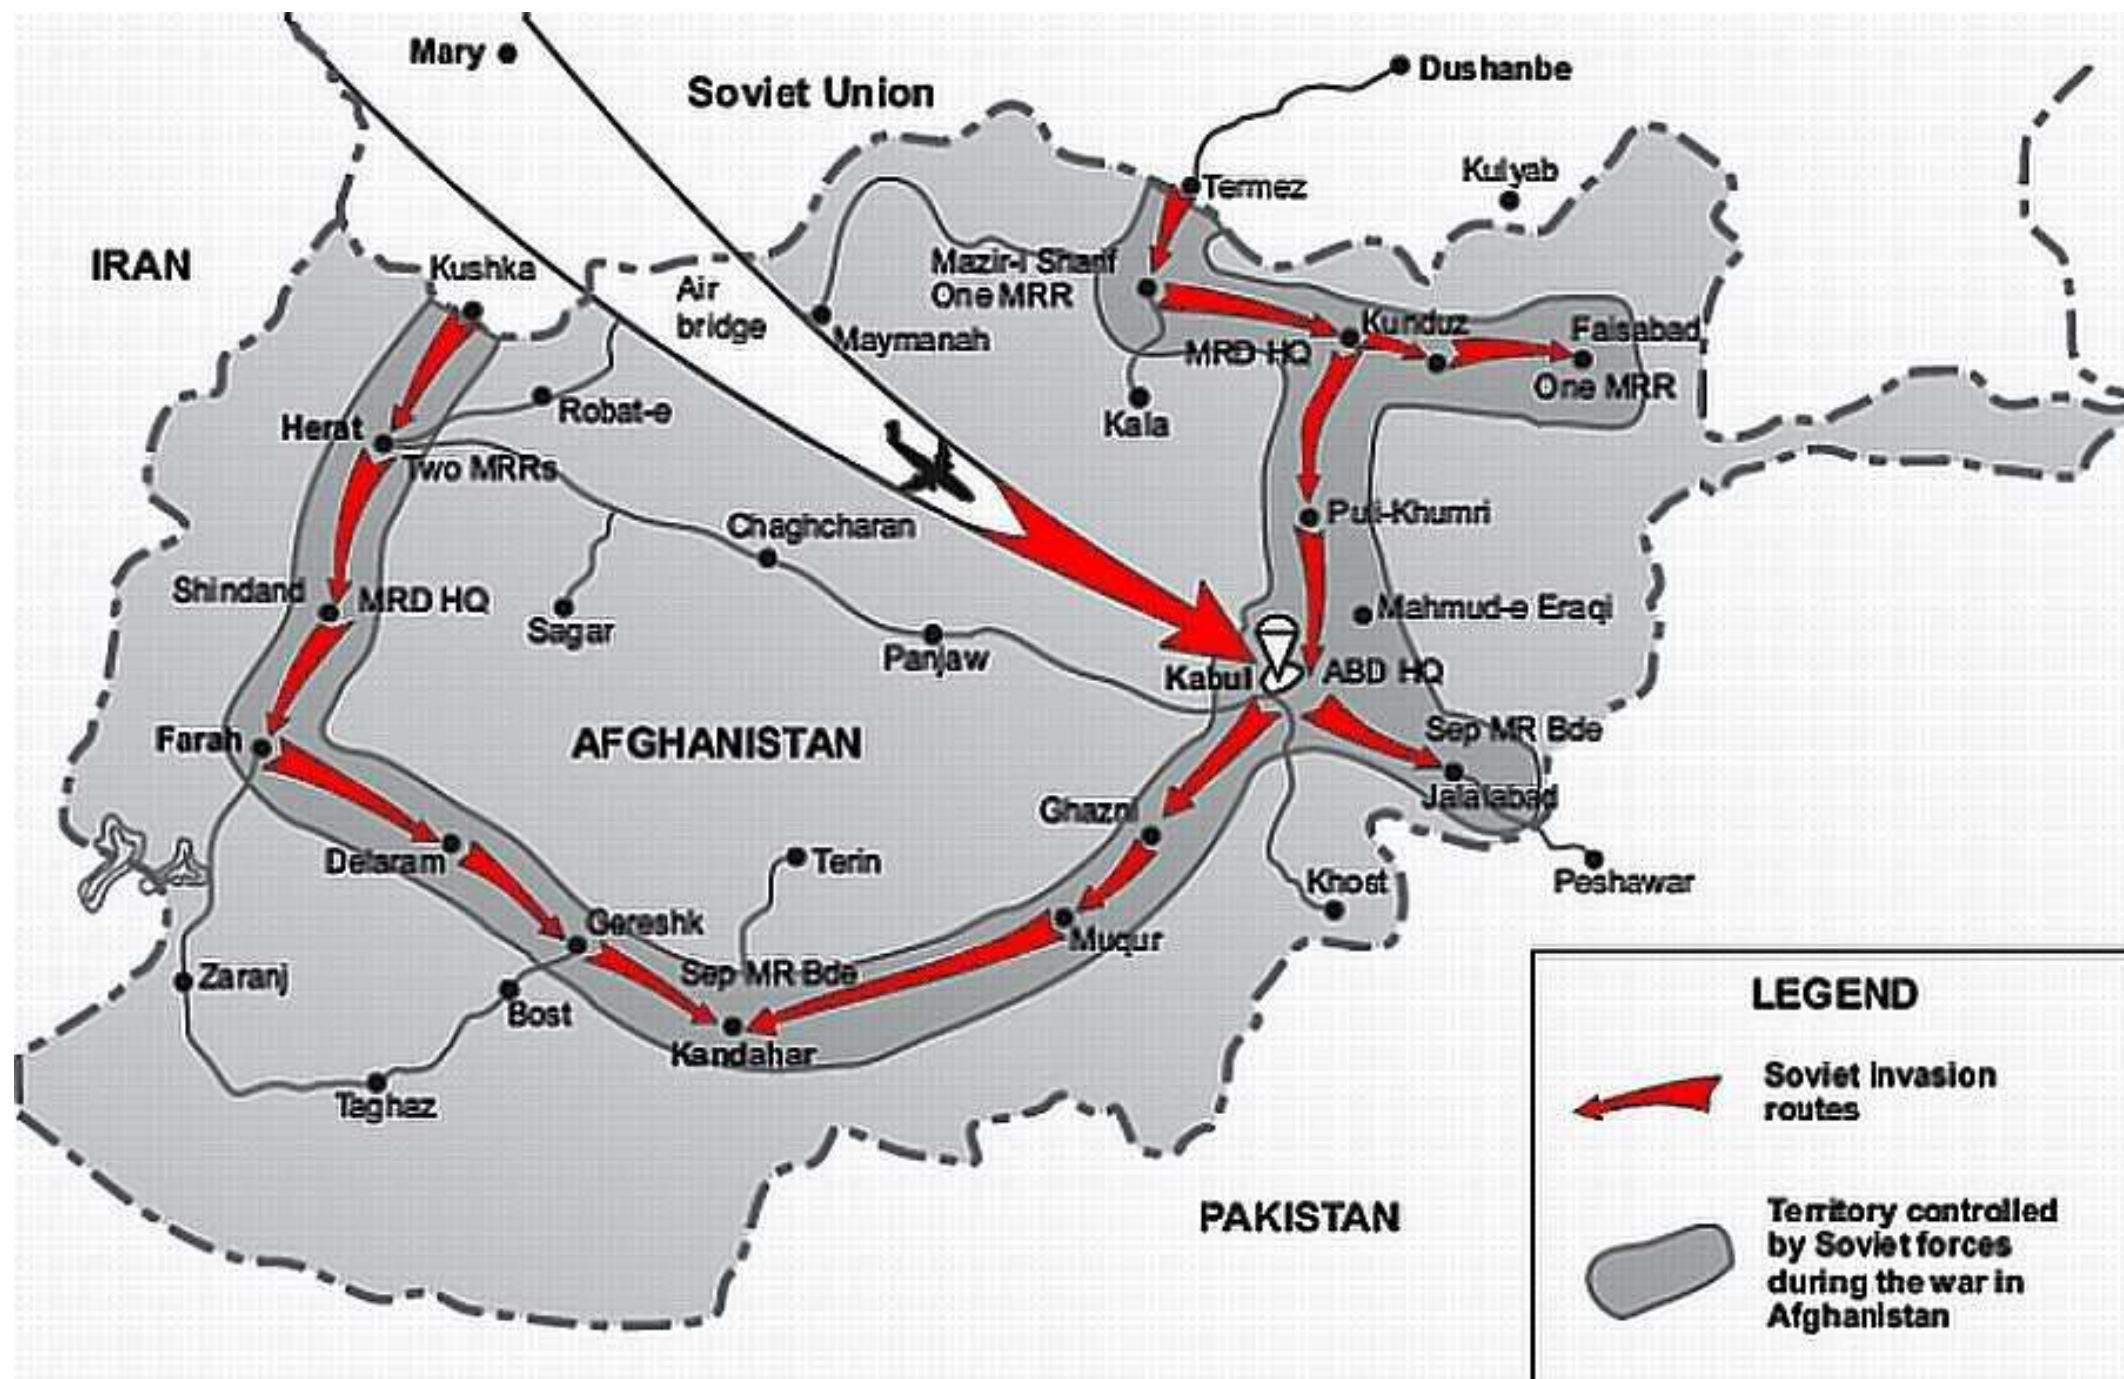 Mary
Soviet Union
Dushanbe
Kulyab
Termez
IRAN
Kushka
Air
bridge
Mazir-i Sharif
One MRR
Maymanah
Kunduz
Faisabad
MRD HQ
One MRR
Kala
Robat-e
Herat
Two MRRs
Chaghcharan
Puli-Khumri
Shindand
MRD HQ
Sagar
Panjaw
Mahmud-e Eraqi
Kabul
ABD HQ
Farah
AFGHANISTAN
Sep MR Bde
Jalalabad
Ghazni
Delaram
Terin
Khost
Peshawar
Gereshk
Muqur
Zaranj
Sep MR Bde
Bost
Kandahar
Taghaz
PAKISTAN
LEGEND
Soviet invasion
routes
Territory controlled
by Soviet forces
during the war in
Afghanistan